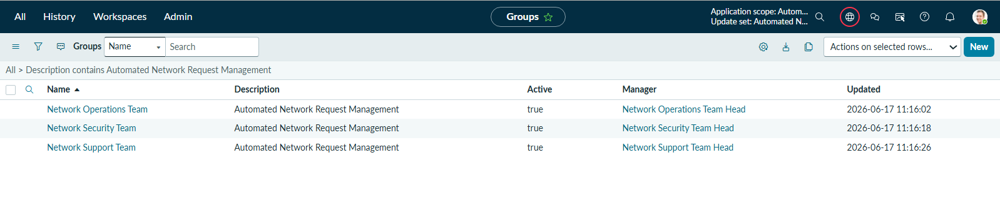 All History Workspaces Admin Groups Application scope: Autom...
Update set: Automated N...
Groups Name Search Actions on selected rows... New
All > Description contains Automated Network Request Management
Name Description Active Manager Updated
Network Operations Team Automated Network Request Management true Network Operations Team Head 2026-06-17 11:16:02
Network Security Team Automated Network Request Management true Network Security Team Head 2026-06-17 11:16:18
Network Support Team Automated Network Request Management true Network Support Team Head 2026-06-17 11:16:26